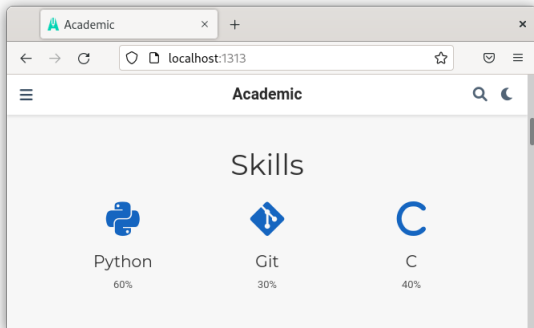 Academic
localhost:1313
Academic
Skills
Python Git C
60% 30% 40%